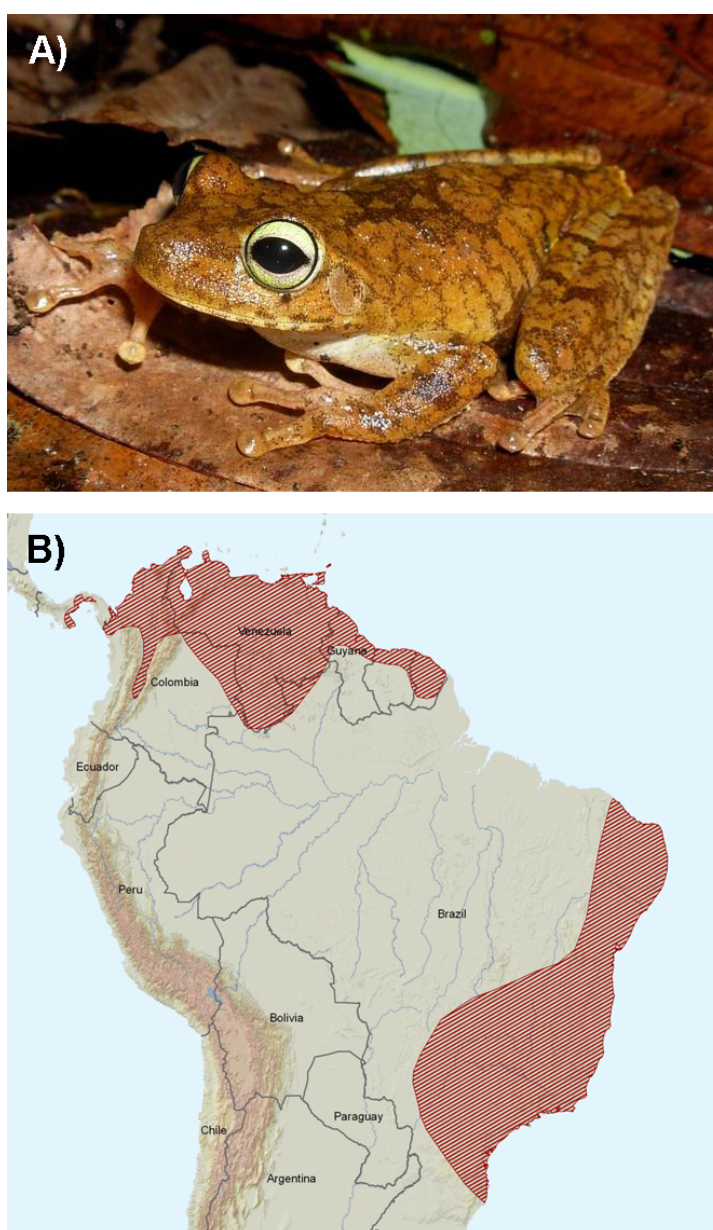 A)
B)
Venezuela
Guyana
Colombia
Ecuador
Peru
Brazil
Bolivia
Paraguay
Chile
Argentina